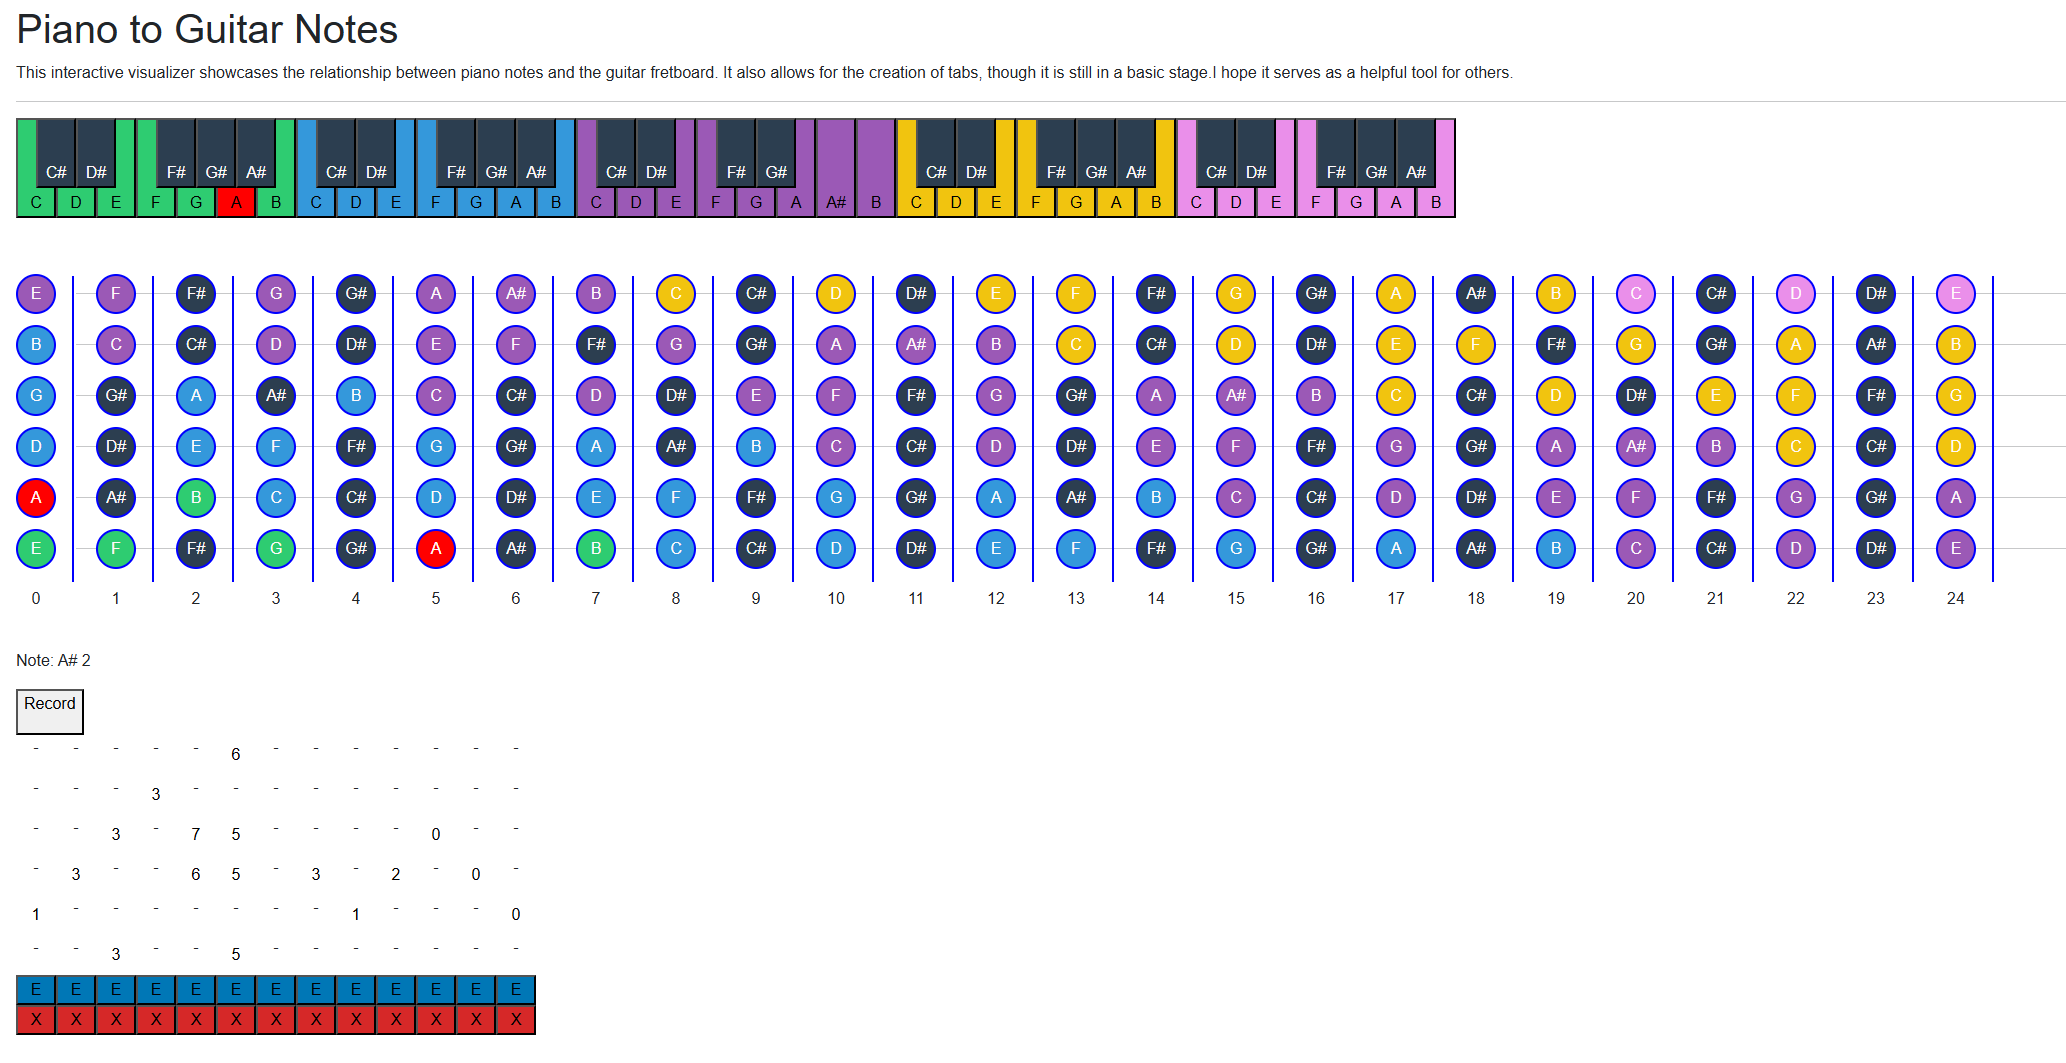 Piano to Guitar Notes
This interactive visualizer showcases the relationship between piano notes and the guitar fretboard. It also allows for the creation of tabs, though it is still in a basic stage.I hope it serves as a helpful tool for others.
C# D# F# G# A# C# D# F# G# A# C# D# F# G# C# D# F# G# A# C# D# F# G# A#
C D E F G A B C D E F G A B C D E F G A A# B C D E F G A B C D E F G A B
E F F# G G# A A# B C C# D D# E F F# G G# A A# B C C# D D# E
B C C# D D# E F F# G G# A A# B C C# D D# E F F# G G# A A# B
G G# A A# B C C# D D# E F F# G G# A A# B C C# D D# E F F# G
D D# E F F# G G# A A# B C C# D D# E F F# G G# A A# B C C# D
A A# B C C# D D# E F F# G G# A A# B C C# D D# E F F# G G# A
E F F# G G# A A# B C C# D D# E F F# G G# A A# B C C# D D# E
0 1 2 3 4 5 6 7 8 9 10 11 12 13 14 15 16 17 18 19 20 21 22 23 24
Note: A# 2
Record
- - - - - 6 - - - - - - -
- - - 3 - - - - - - - - -
- - 3 - 7 5 - - - - 0 - -
- 3 - - 6 5 - 3 - 2 - 0 -
1 - - - - - - - 1 - - - 0
- - 3 - - 5 - - - - - - -
E E E E E E E E E E E E E
X X X X X X X X X X X X X